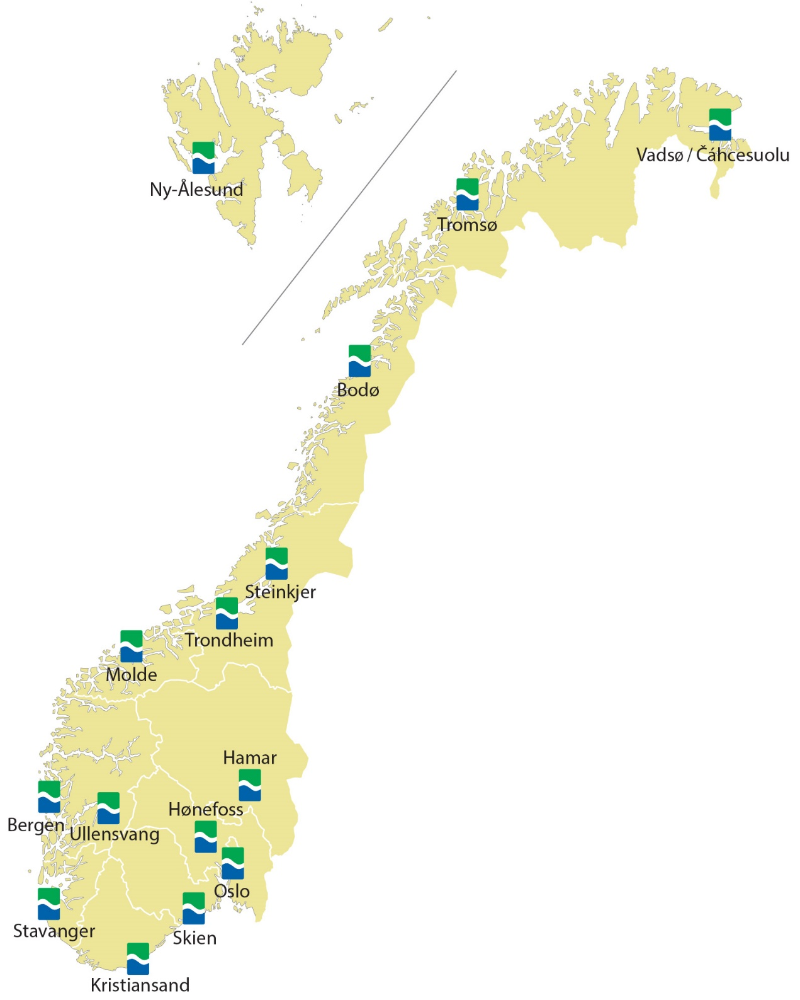 Vadsø / Čáhcesuolu
Ny-Ålesund
Tromsø
Bodø
Steinkjer
Trondheim
Molde
Hamar
Hønefoss
Bergen
Ullensvang
Oslo
Stavanger
Skien
Kristiansand